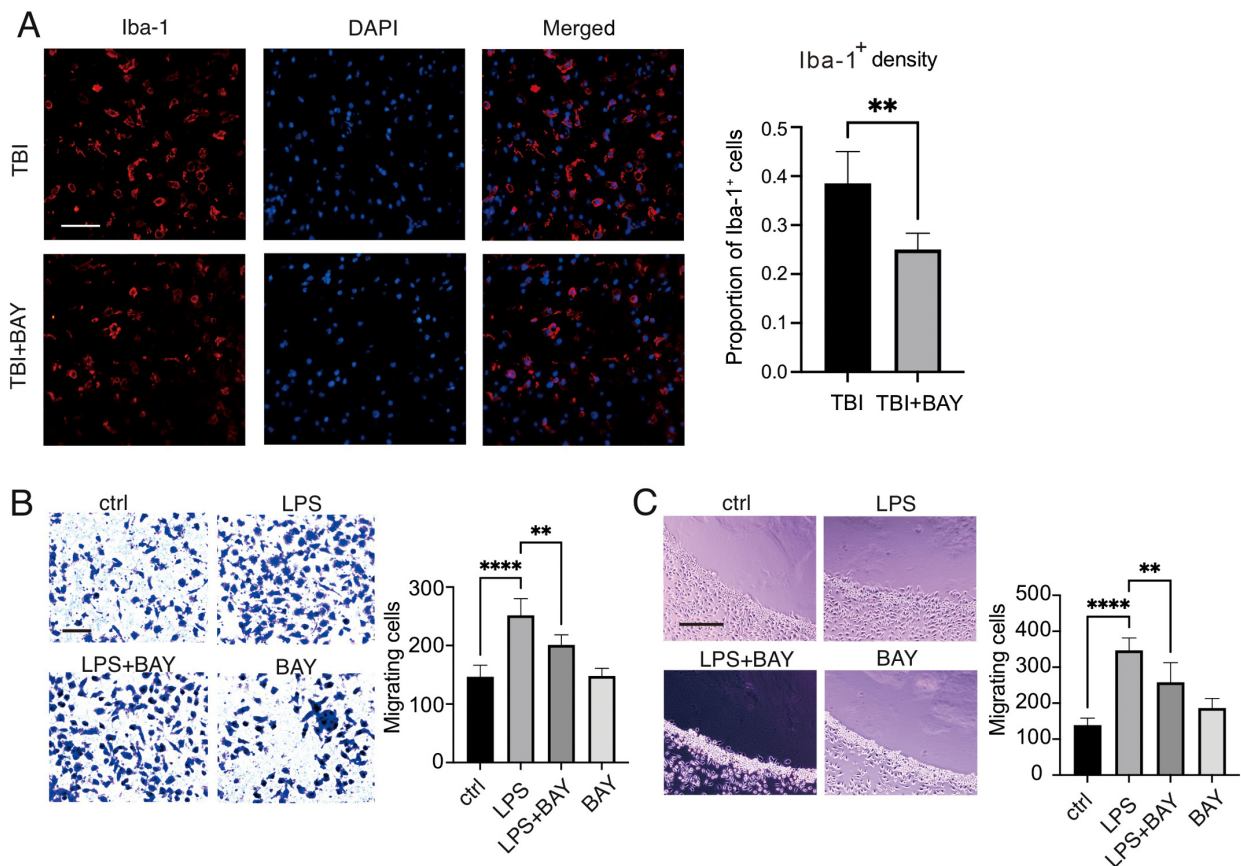 A
Iba-1
DAPI
Merged
TBI
TBI+BAY
Iba-1+ density
**
Proportion of Iba-1+ cells
0.5
0.4
0.3
0.2
0.1
0.0
TBI
TBI+BAY
B
ctrl
LPS
LPS+BAY
BAY
****
**
Migrating cells
300
200
100
0
ctrl
LPS
LPS+BAY
BAY
C
ctrl
LPS
LPS+BAY
BAY
****
**
Migrating cells
500
400
300
200
100
0
ctrl
LPS
LPS+BAY
BAY